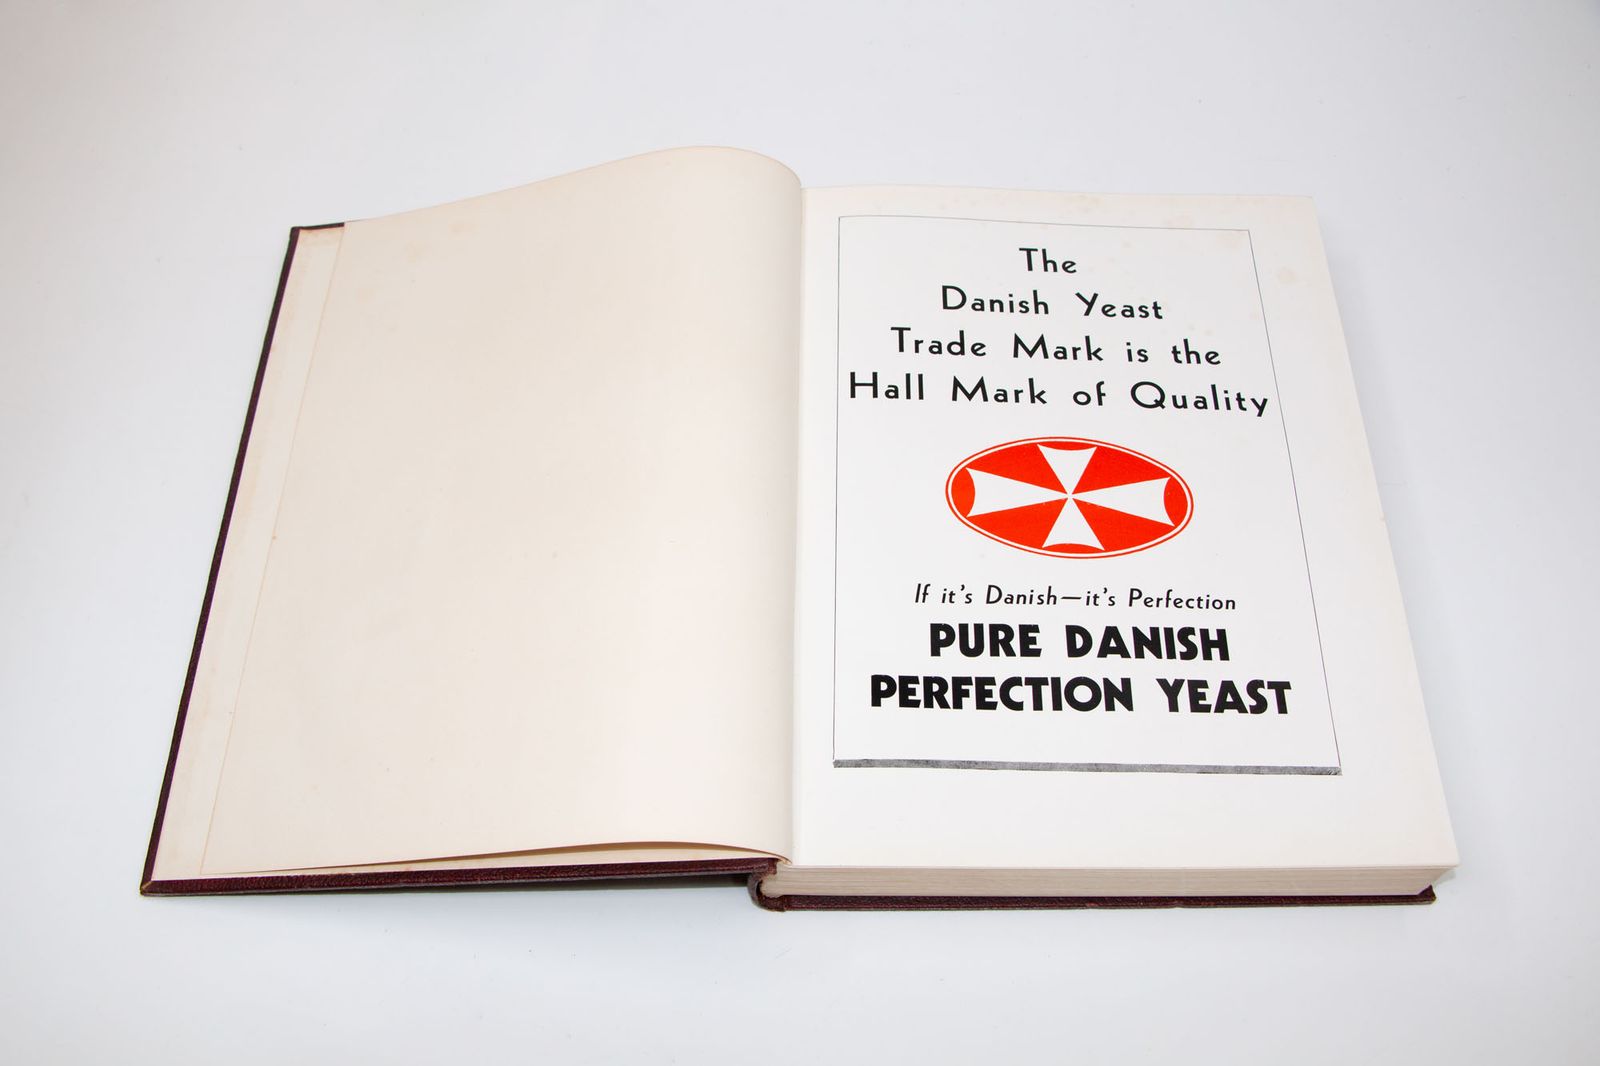 The
Danish Yeast
Trade Mark is the
Hall Mark of Quality
If it's Danish—it's Perfection
PURE DANISH
PERFECTION YEAST